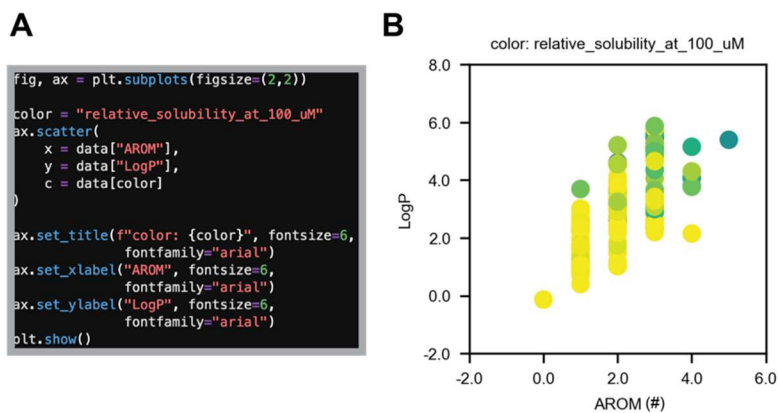 A
fig, ax = plt.subplots(figsize=(2,2))
color = "relative_solubility_at_100_uM"
ax.scatter(
x = data["AROM"],
y = data["LogP"],
c = data[color]
)
ax.set_title(f"color: {color}", fontsize=6,
fontfamily="arial")
ax.set_xlabel("AROM", fontsize=6,
fontfamily="arial")
ax.set_ylabel("LogP", fontsize=6,
fontfamily="arial")
plt.show()
B
color: relative_solubility_at_100_uM
8.0
6.0
4.0
2.0
0.0
-2.0
LogP
-2.0 0.0 2.0 4.0 6.0
AROM (#)